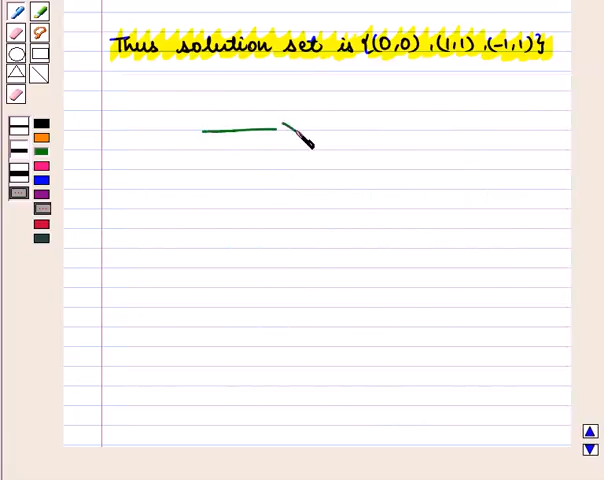 Thus solution set is {(0,0) ,(1,1) ,(-1,1)}